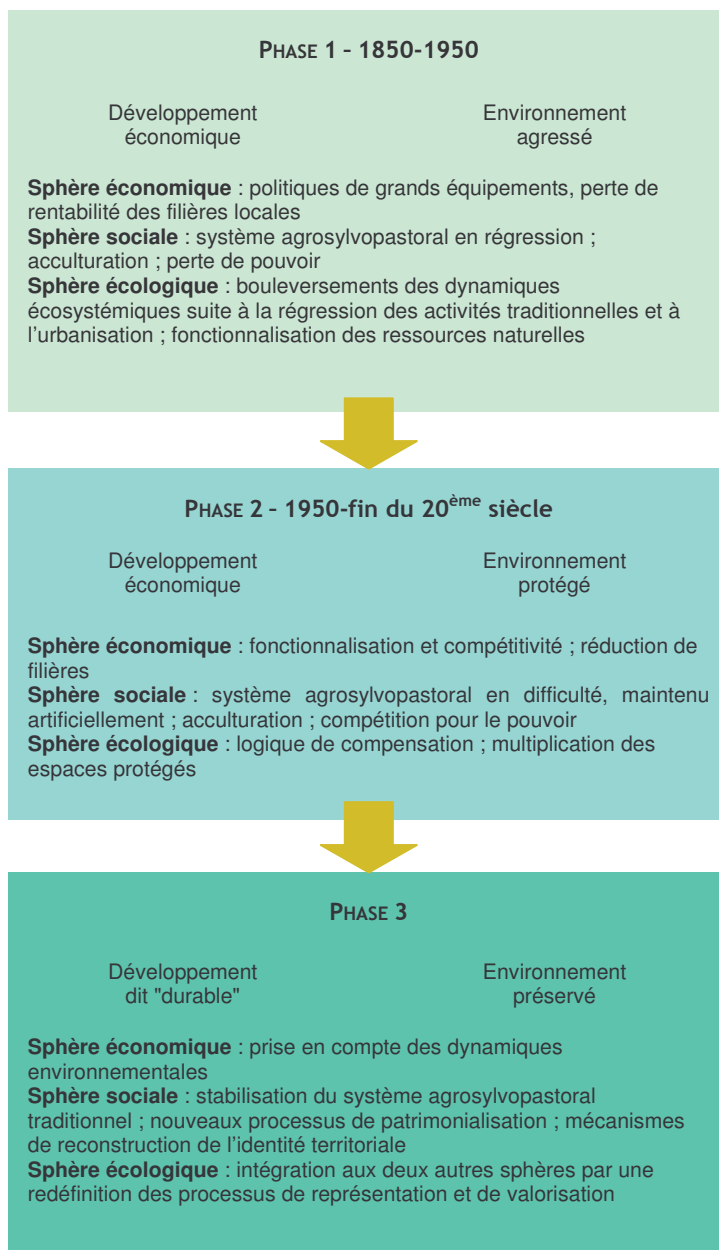 PHASE 1 – 1850-1950
Développement économique
Environnement agressé
Sphère économique : politiques de grands équipements, perte de
rentabilité des filières locales
Sphère sociale : système agrosylvopastoral en régression ;
acculturation ; perte de pouvoir
Sphère écologique : bouleversements des dynamiques
écosystémiques suite à la régression des activités traditionnelles et à
l'urbanisation ; fonctionnalisation des ressources naturelles
PHASE 2 – 1950-fin du 20ème siècle
Développement économique
Environnement protégé
Sphère économique : fonctionnalisation et compétitivité ; réduction de
filières
Sphère sociale : système agrosylvopastoral en difficulté, maintenu
artificiellement ; acculturation ; compétition pour le pouvoir
Sphère écologique : logique de compensation ; multiplication des
espaces protégés
PHASE 3
Développement dit "durable"
Environnement préservé
Sphère économique : prise en compte des dynamiques
environnementales
Sphère sociale : stabilisation du système agrosylvopastoral
traditionnel ; nouveaux processus de patrimonialisation ; mécanismes
de reconstruction de l'identité territoriale
Sphère écologique : intégration aux deux autres sphères par une
redéfinition des processus de représentation et de valorisation